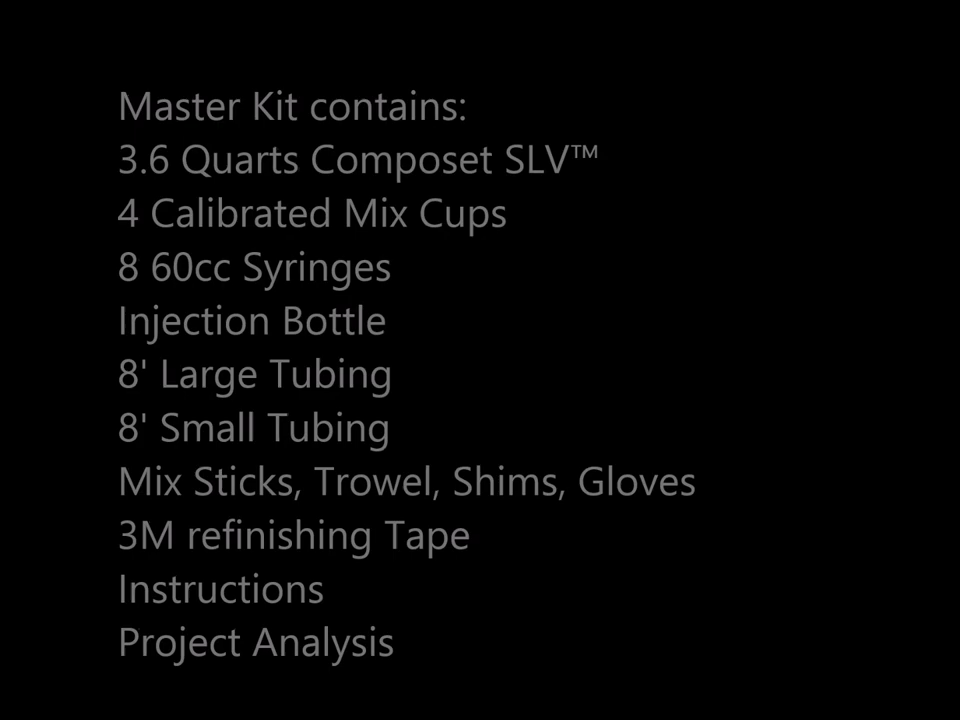 Master Kit contains:
3.6 Quarts Composet SLV™
4 Calibrated Mix Cups
8 60cc Syringes
Injection Bottle
8' Large Tubing
8' Small Tubing
Mix Sticks, Trowel, Shims, Gloves
3M refinishing Tape
Instructions
Project Analysis